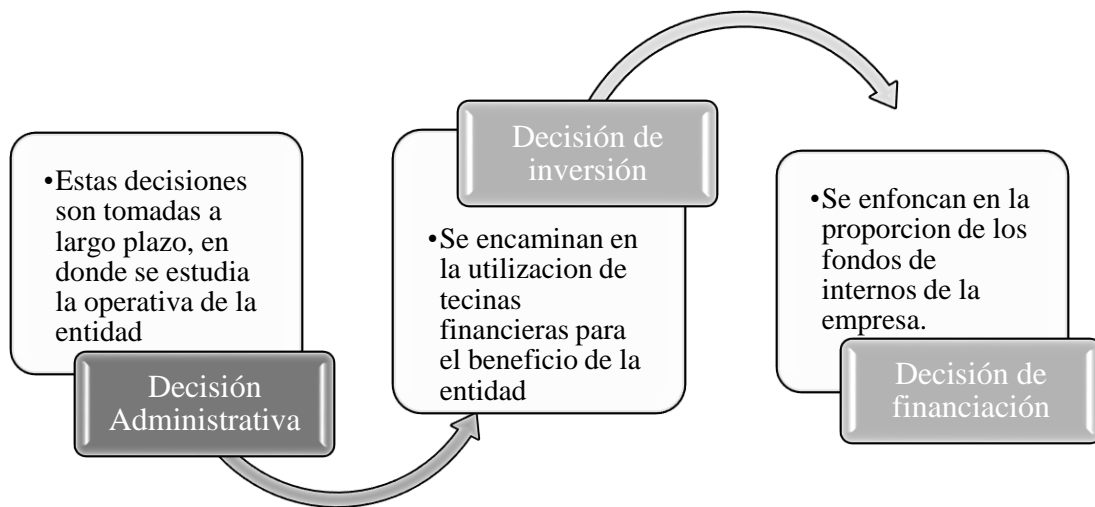 •Estas decisiones
son tomadas a
largo plazo, en
donde se estudia
la operativa de la
entidad
Decisión
Administrativa
Decisión de
inversión
•Se encaminan en
la utilizacion de
tecinas
financieras para
el beneficio de la
entidad
•Se enfoncan en la
proporcion de los
fondos de
internos de la
empresa.
Decisión de
financiación